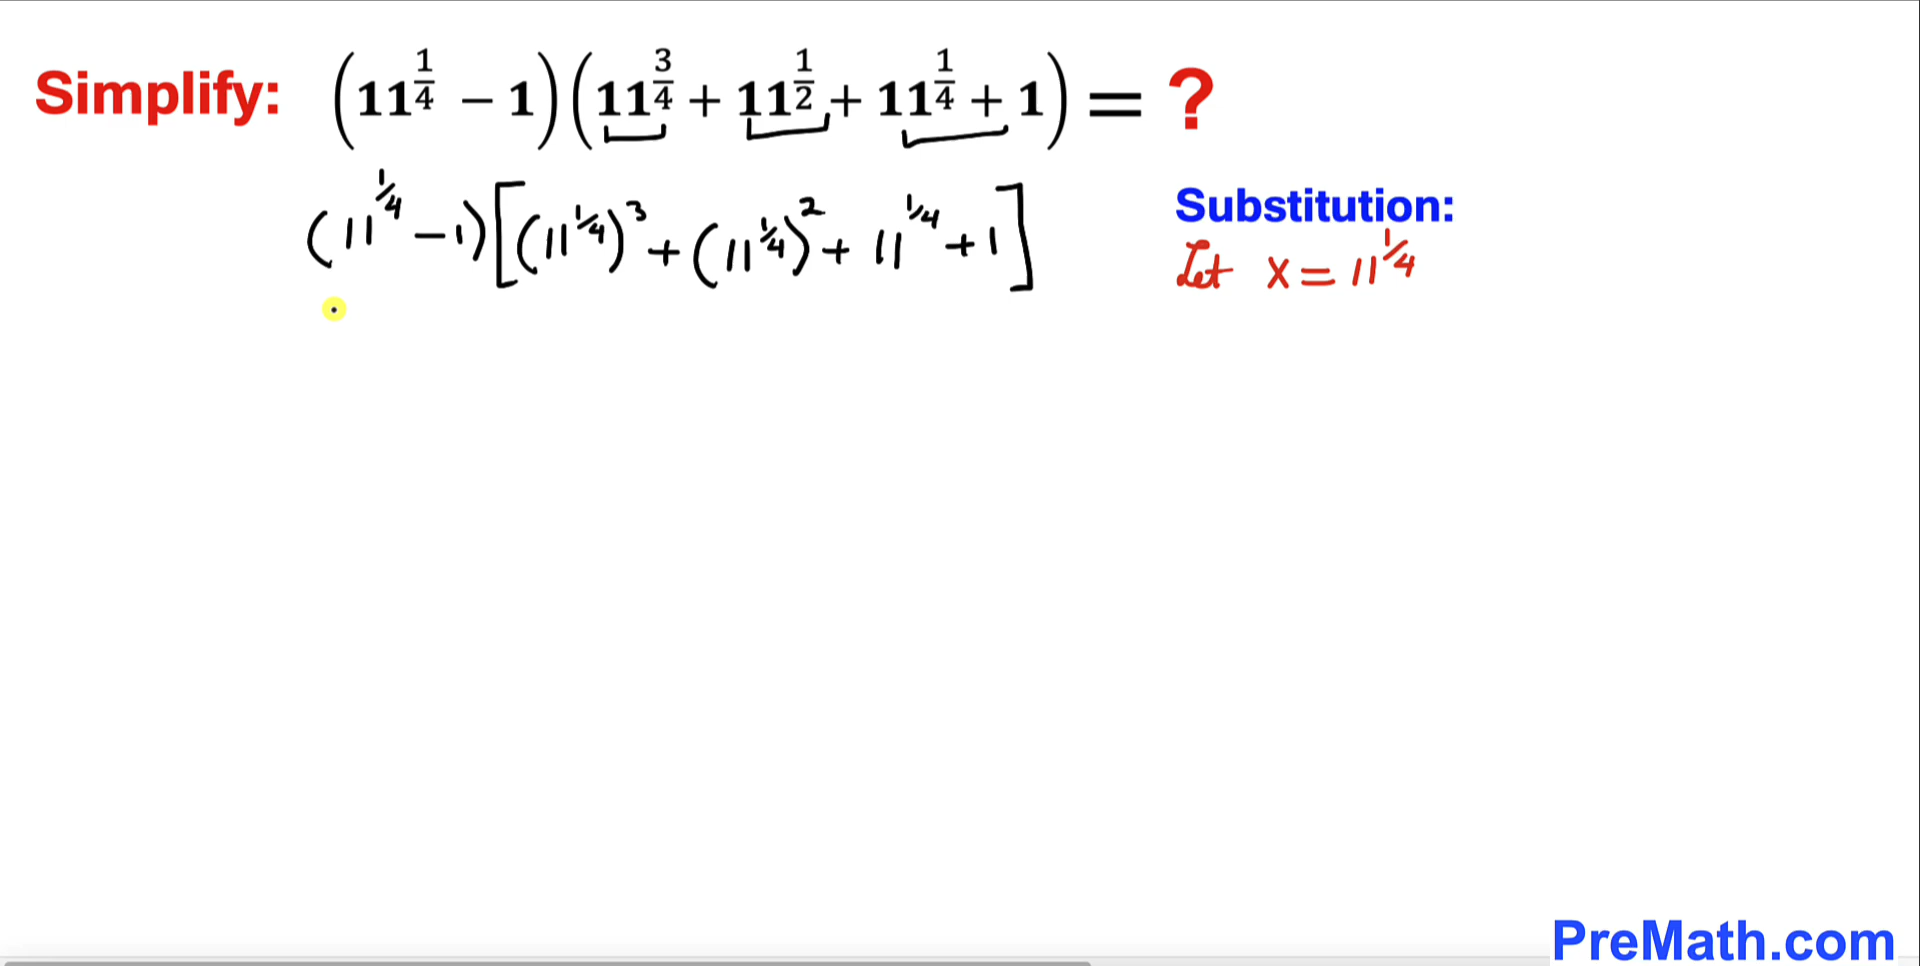 Simplify: (11^{1/4} − 1)(11^{3/4} + 11^{1/2} + 11^{1/4} + 1) = ?
(11^{1/4} − 1)[(11^{1/4})^3 + (11^{1/4})^2 + 11^{1/4} + 1]
Substitution:
Let x = 11^{1/4}
PreMath.com